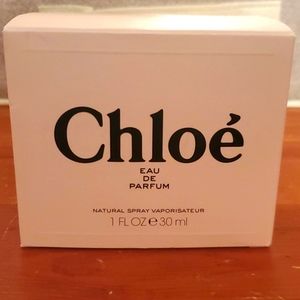 Chloé
EAU
DE
PARFUM
NATURAL SPRAY VAPORISATEUR
1 FL OZ ℮ 30 ml